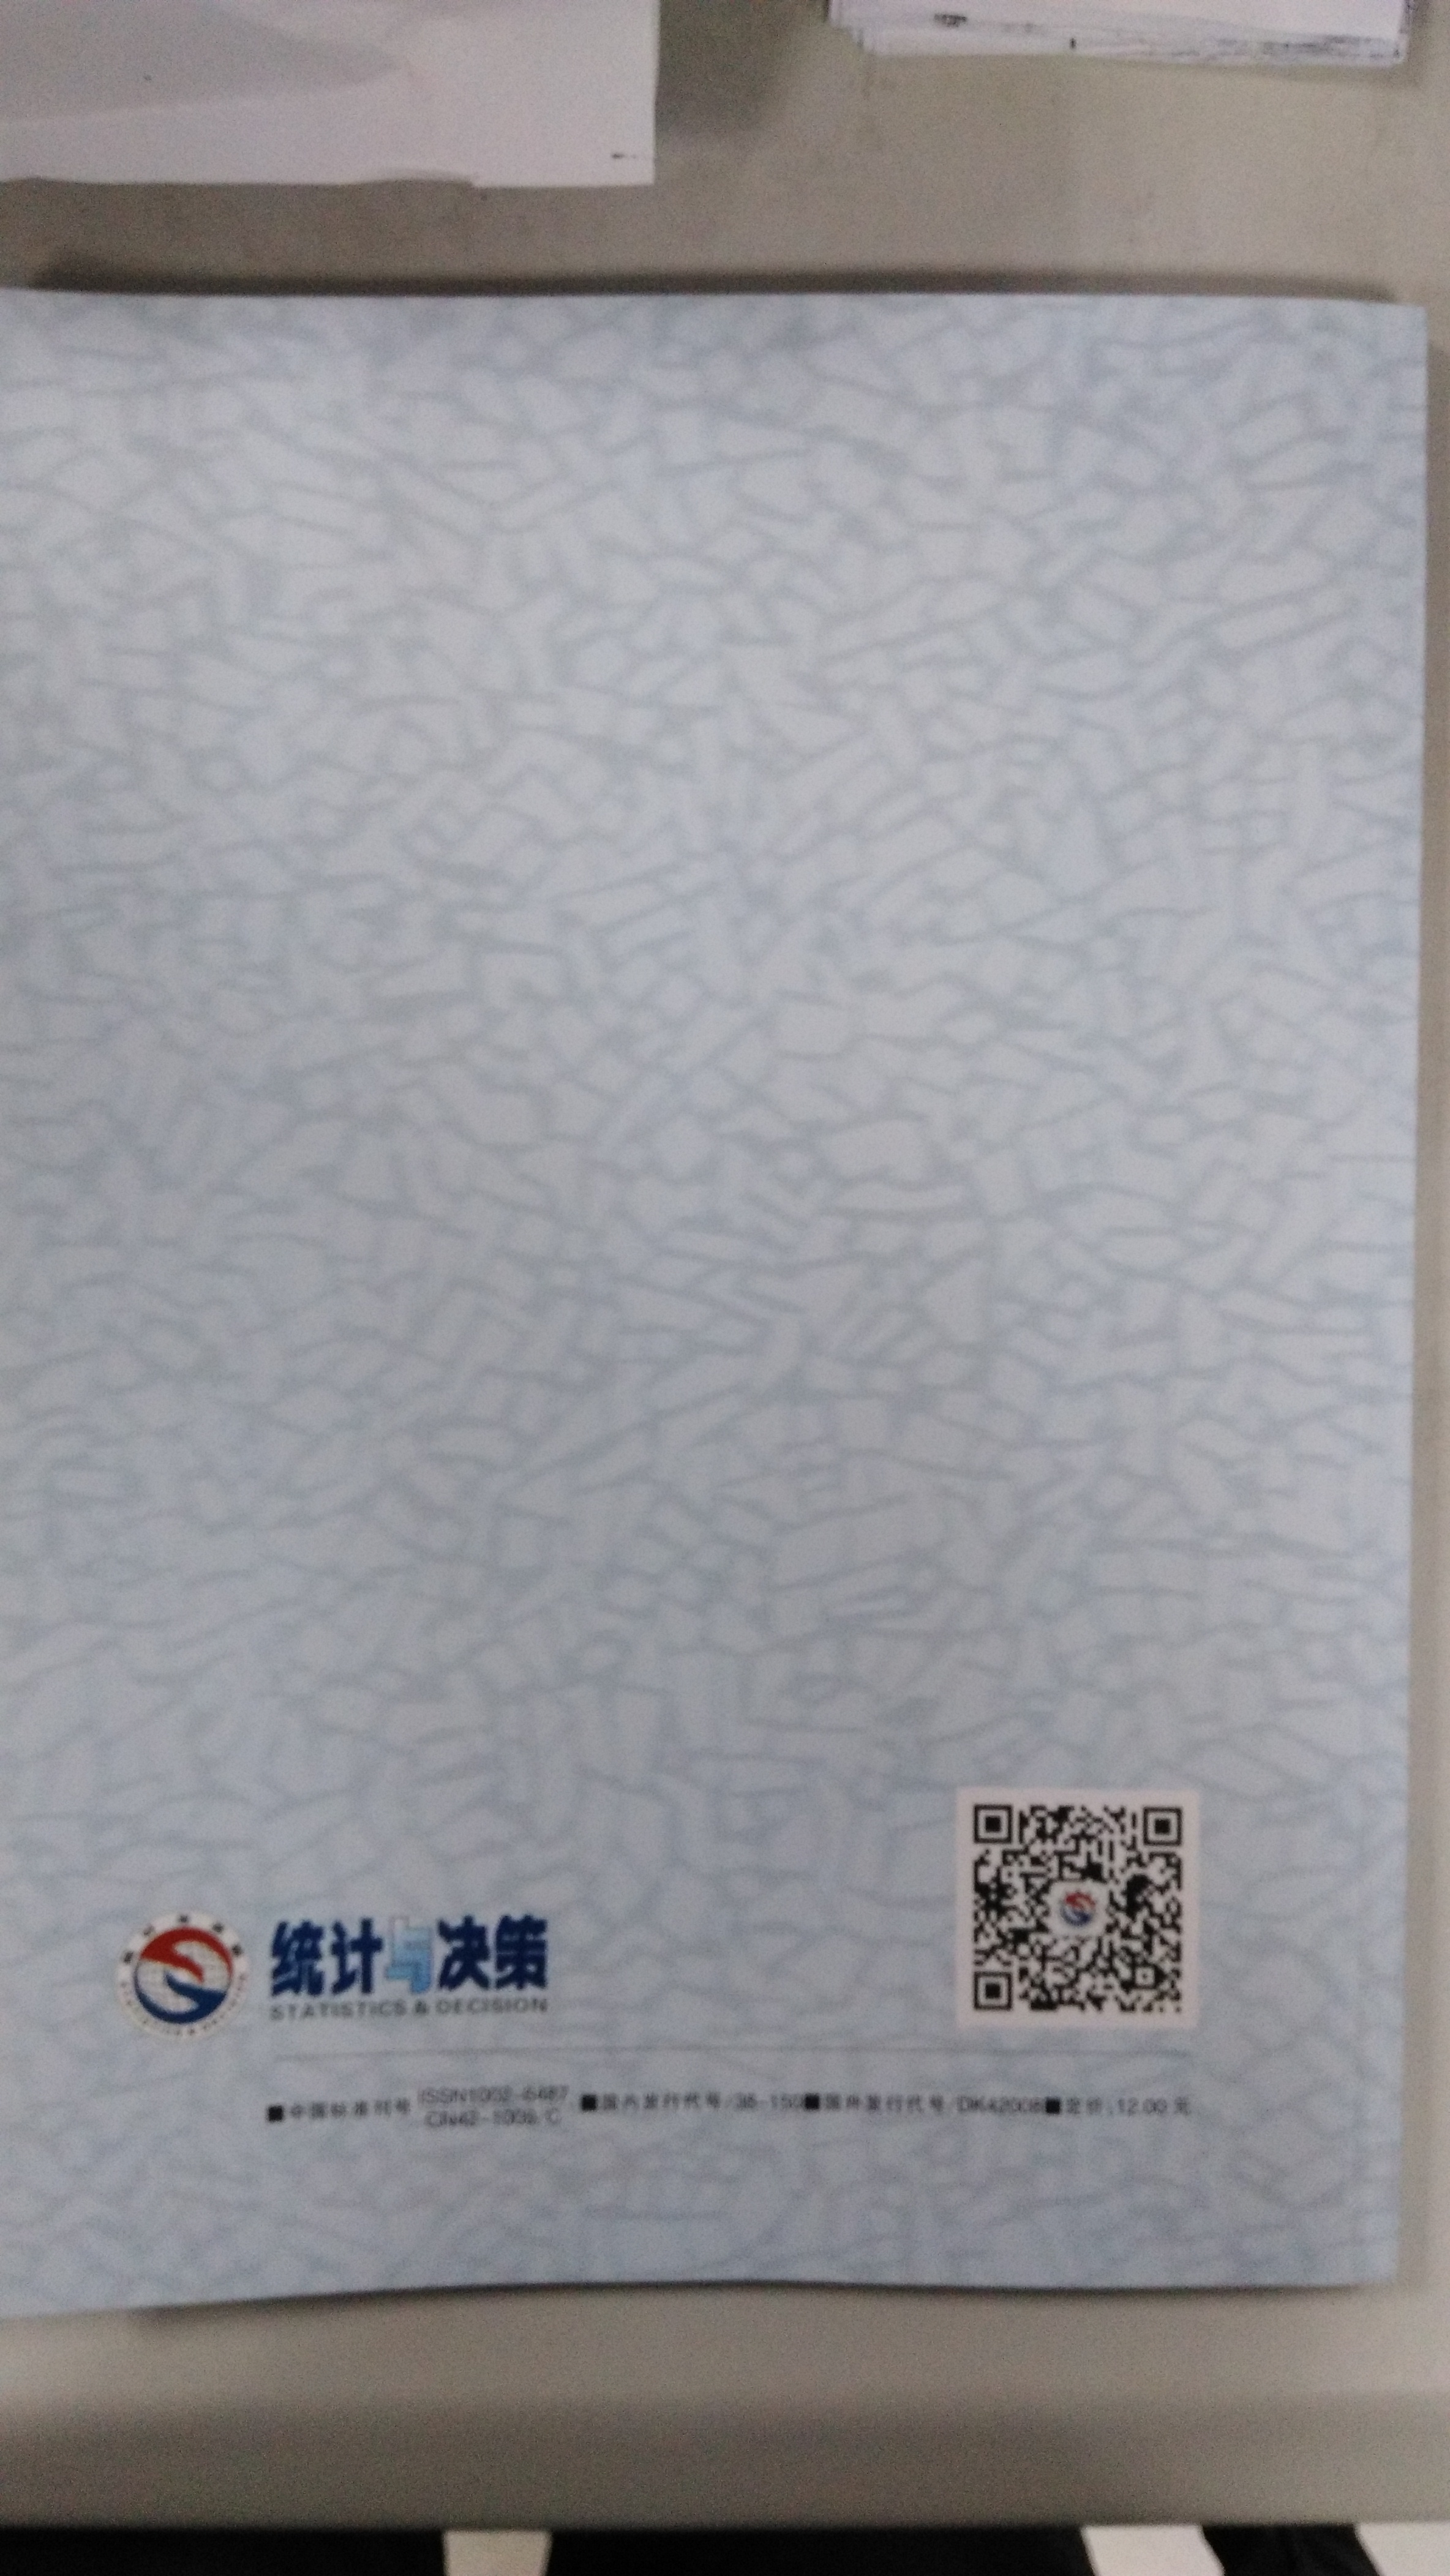 统计与决策
STATISTICS & DECISION
■中国标准刊号 ISSN1002-6487 ■国内发行代号/38-150■国外发行代号/DK42008■定价:12.00元
CN42-1009/C